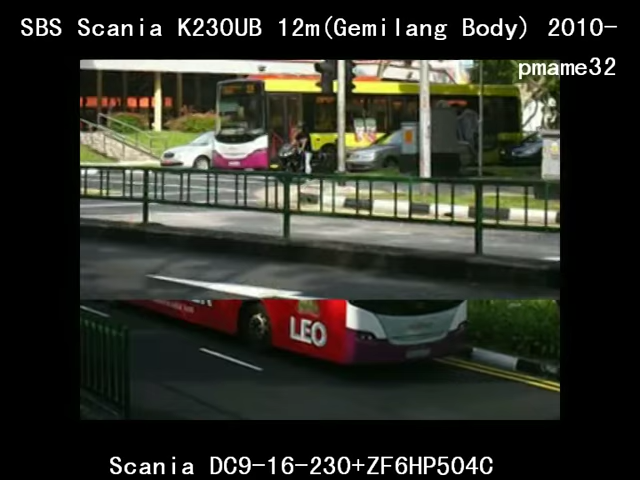 SBS Scania K230UB 12m(Gemilang Body) 2010-
pmame32
LEO
Scania DC9-16-230+ZF6HP504C